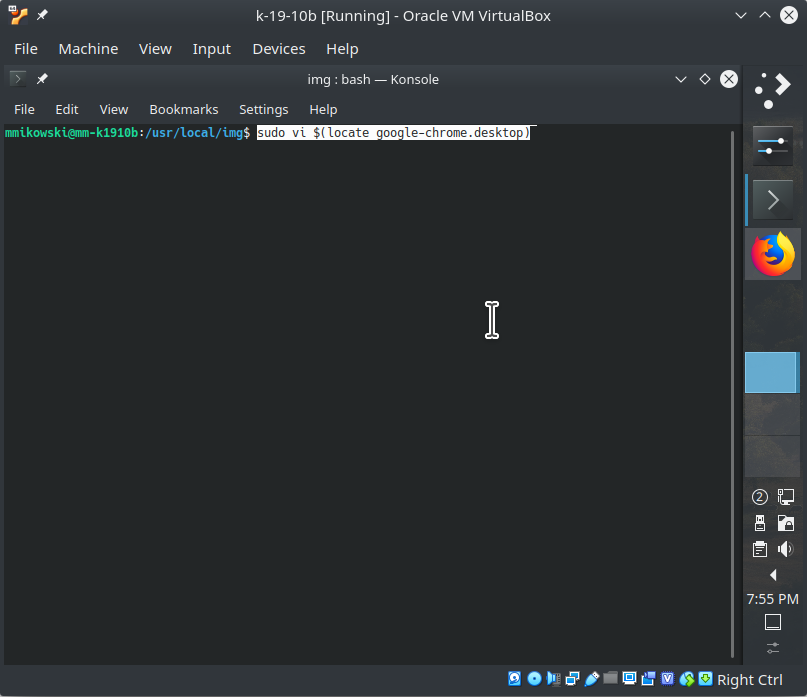 k-19-10b [Running] - Oracle VM VirtualBox
File Machine View Input Devices Help
img : bash — Konsole
File Edit View Bookmarks Settings Help
mmikowski@mm-k1910b:/usr/local/img$ sudo vi $(locate google-chrome.desktop)
2
7:55 PM
Right Ctrl